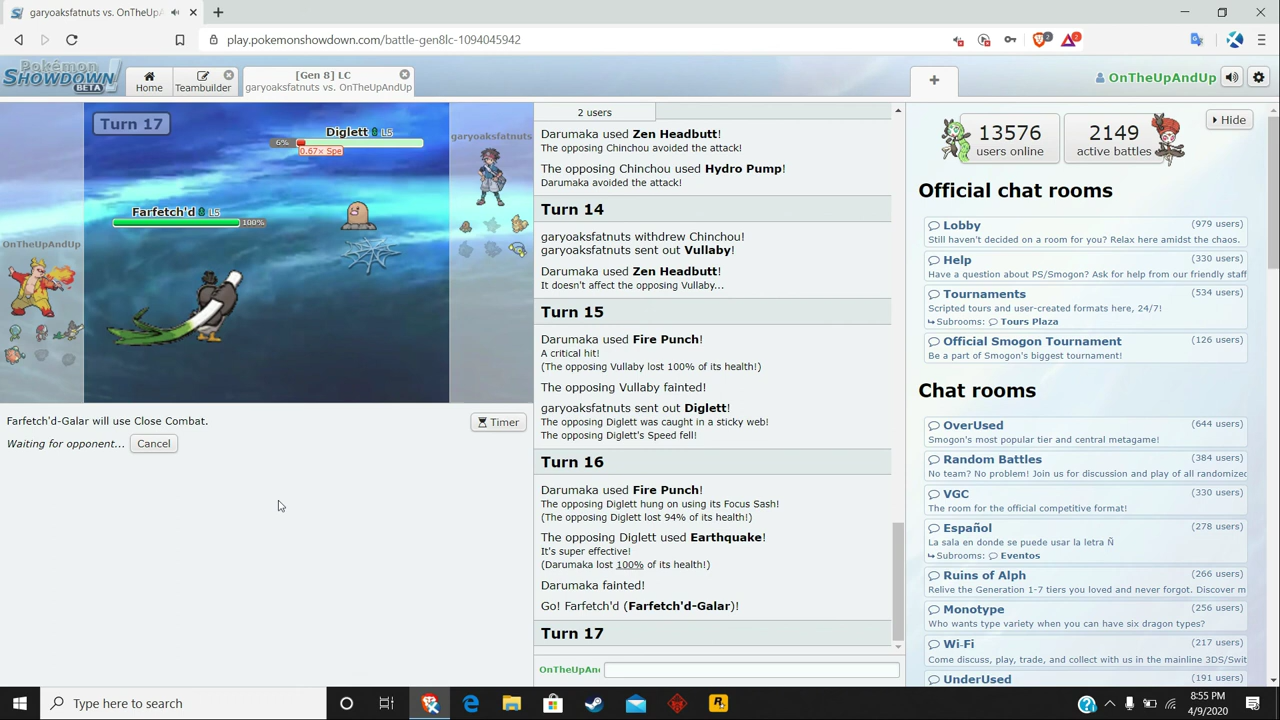 garyoaksfatnuts vs. OnTheUpA
play.pokemonshowdown.com/battle-gen8lc-1094045942
Pokémon
SHOWDOWN!
BETA
Home
Teambuilder
[Gen 8] LC
garyoaksfatnuts vs. OnTheUpAndUp
OnTheUpAndUp
Turn 17
Diglett L5
6%
0.67× Spe
Farfetch'd L5
100%
garyoaksfatnuts
OnTheUpAndUp
Farfetch'd-Galar will use Close Combat.
Waiting for opponent...
Cancel
Timer
2 users
Darumaka used Zen Headbutt!
The opposing Chinchou avoided the attack!
The opposing Chinchou used Hydro Pump!
Darumaka avoided the attack!
Turn 14
garyoaksfatnuts withdrew Chinchou!
garyoaksfatnuts sent out Vullaby!
Darumaka used Zen Headbutt!
It doesn't affect the opposing Vullaby...
Turn 15
Darumaka used Fire Punch!
A critical hit!
(The opposing Vullaby lost 100% of its health!)
The opposing Vullaby fainted!
garyoaksfatnuts sent out Diglett!
The opposing Diglett was caught in a sticky web!
The opposing Diglett's Speed fell!
Turn 16
Darumaka used Fire Punch!
The opposing Diglett hung on using its Focus Sash!
(The opposing Diglett lost 94% of its health!)
The opposing Diglett used Earthquake!
It's super effective!
(Darumaka lost 100% of its health!)
Darumaka fainted!
Go! Farfetch'd (Farfetch'd-Galar)!
Turn 17
OnTheUpAn
13576
users online
2149
active battles
Hide
Official chat rooms
Lobby
(979 users)
Still haven't decided on a room for you? Relax here amidst the chaos.
Help
(330 users)
Have a question about PS/Smogon? Ask for help from our friendly staff
Tournaments
(534 users)
Scripted tours and user-created formats here, 24/7!
Subrooms: Tours Plaza
Official Smogon Tournament
(126 users)
Be a part of Smogon's biggest tournament!
Chat rooms
OverUsed
(644 users)
Smogon's most popular tier and central metagame!
Random Battles
(384 users)
No team? No problem! Join us for discussion and play of all randomized
VGC
(330 users)
The room for the official competitive format!
Español
(278 users)
La sala en donde se puede usar la letra Ñ
Subrooms: Eventos
Ruins of Alph
(266 users)
Relive the Generation 1-7 tiers you loved and never forgot. Discover m
Monotype
(256 users)
Who wants type variety when you can have six dragon types?
Wi-Fi
(217 users)
Come discuss, play, trade, and collect with us in the mainline 3DS/Swit
UnderUsed
(191 users)
Type here to search
8:55 PM
4/9/2020